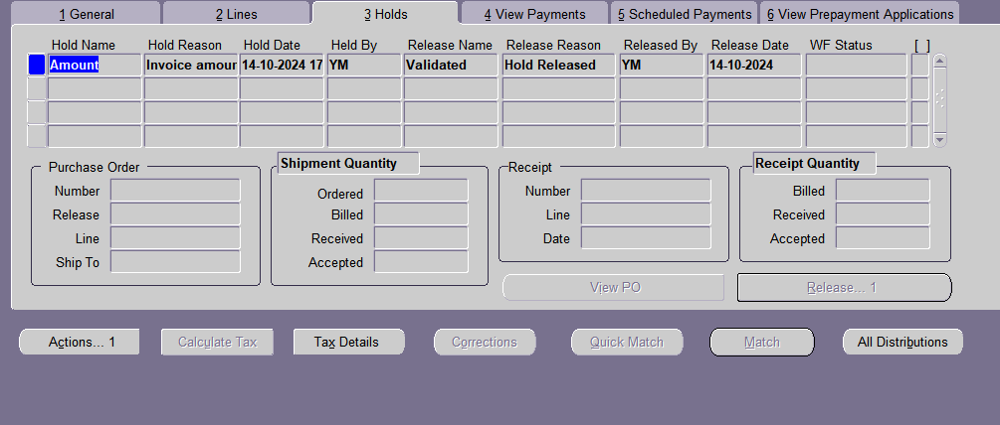 1 General 2 Lines 3 Holds 4 View Payments 5 Scheduled Payments 6 View Prepayment Applications
Hold Name Hold Reason Hold Date Held By Release Name Release Reason Released By Release Date WF Status [ ]
Amount Invoice amour 14-10-2024 17 YM Validated Hold Released YM 14-10-2024
Purchase Order
Number
Release
Line
Ship To
Shipment Quantity
Ordered
Billed
Received
Accepted
Receipt
Number
Line
Date
Receipt Quantity
Billed
Received
Accepted
View PO Release... 1
Actions... 1 Calculate Tax Tax Details Corrections Quick Match Match All Distributions